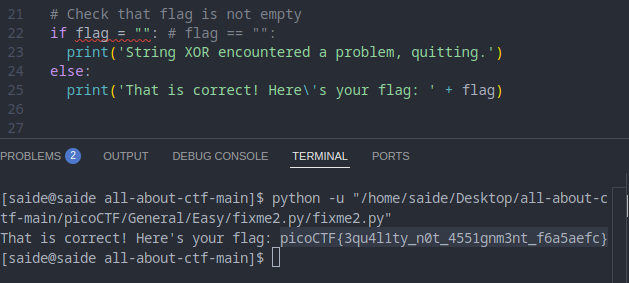 21 # Check that flag is not empty
22 if flag = "": # flag == "":
23 print('String XOR encountered a problem, quitting.')
24 else:
25 print('That is correct! Here\'s your flag: ' + flag)
26
27
PROBLEMS 2 OUTPUT DEBUG CONSOLE TERMINAL PORTS
[saide@saide all-about-ctf-main]$ python -u "/home/saide/Desktop/all-about-c
tf-main/picoCTF/General/Easy/fixme2.py/fixme2.py"
That is correct! Here's your flag: picoCTF{3qu4l1ty_n0t_4551gnm3nt_f6a5aefc}
[saide@saide all-about-ctf-main]$